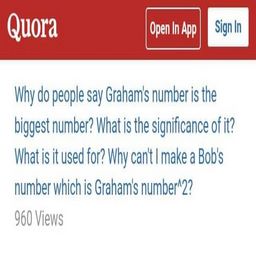 Quora
Open In App
Sign In
Why do people say Graham's number is the
biggest number? What is the significance of it?
What is it used for? Why can't I make a Bob's
number which is Graham's number^2?
960 Views